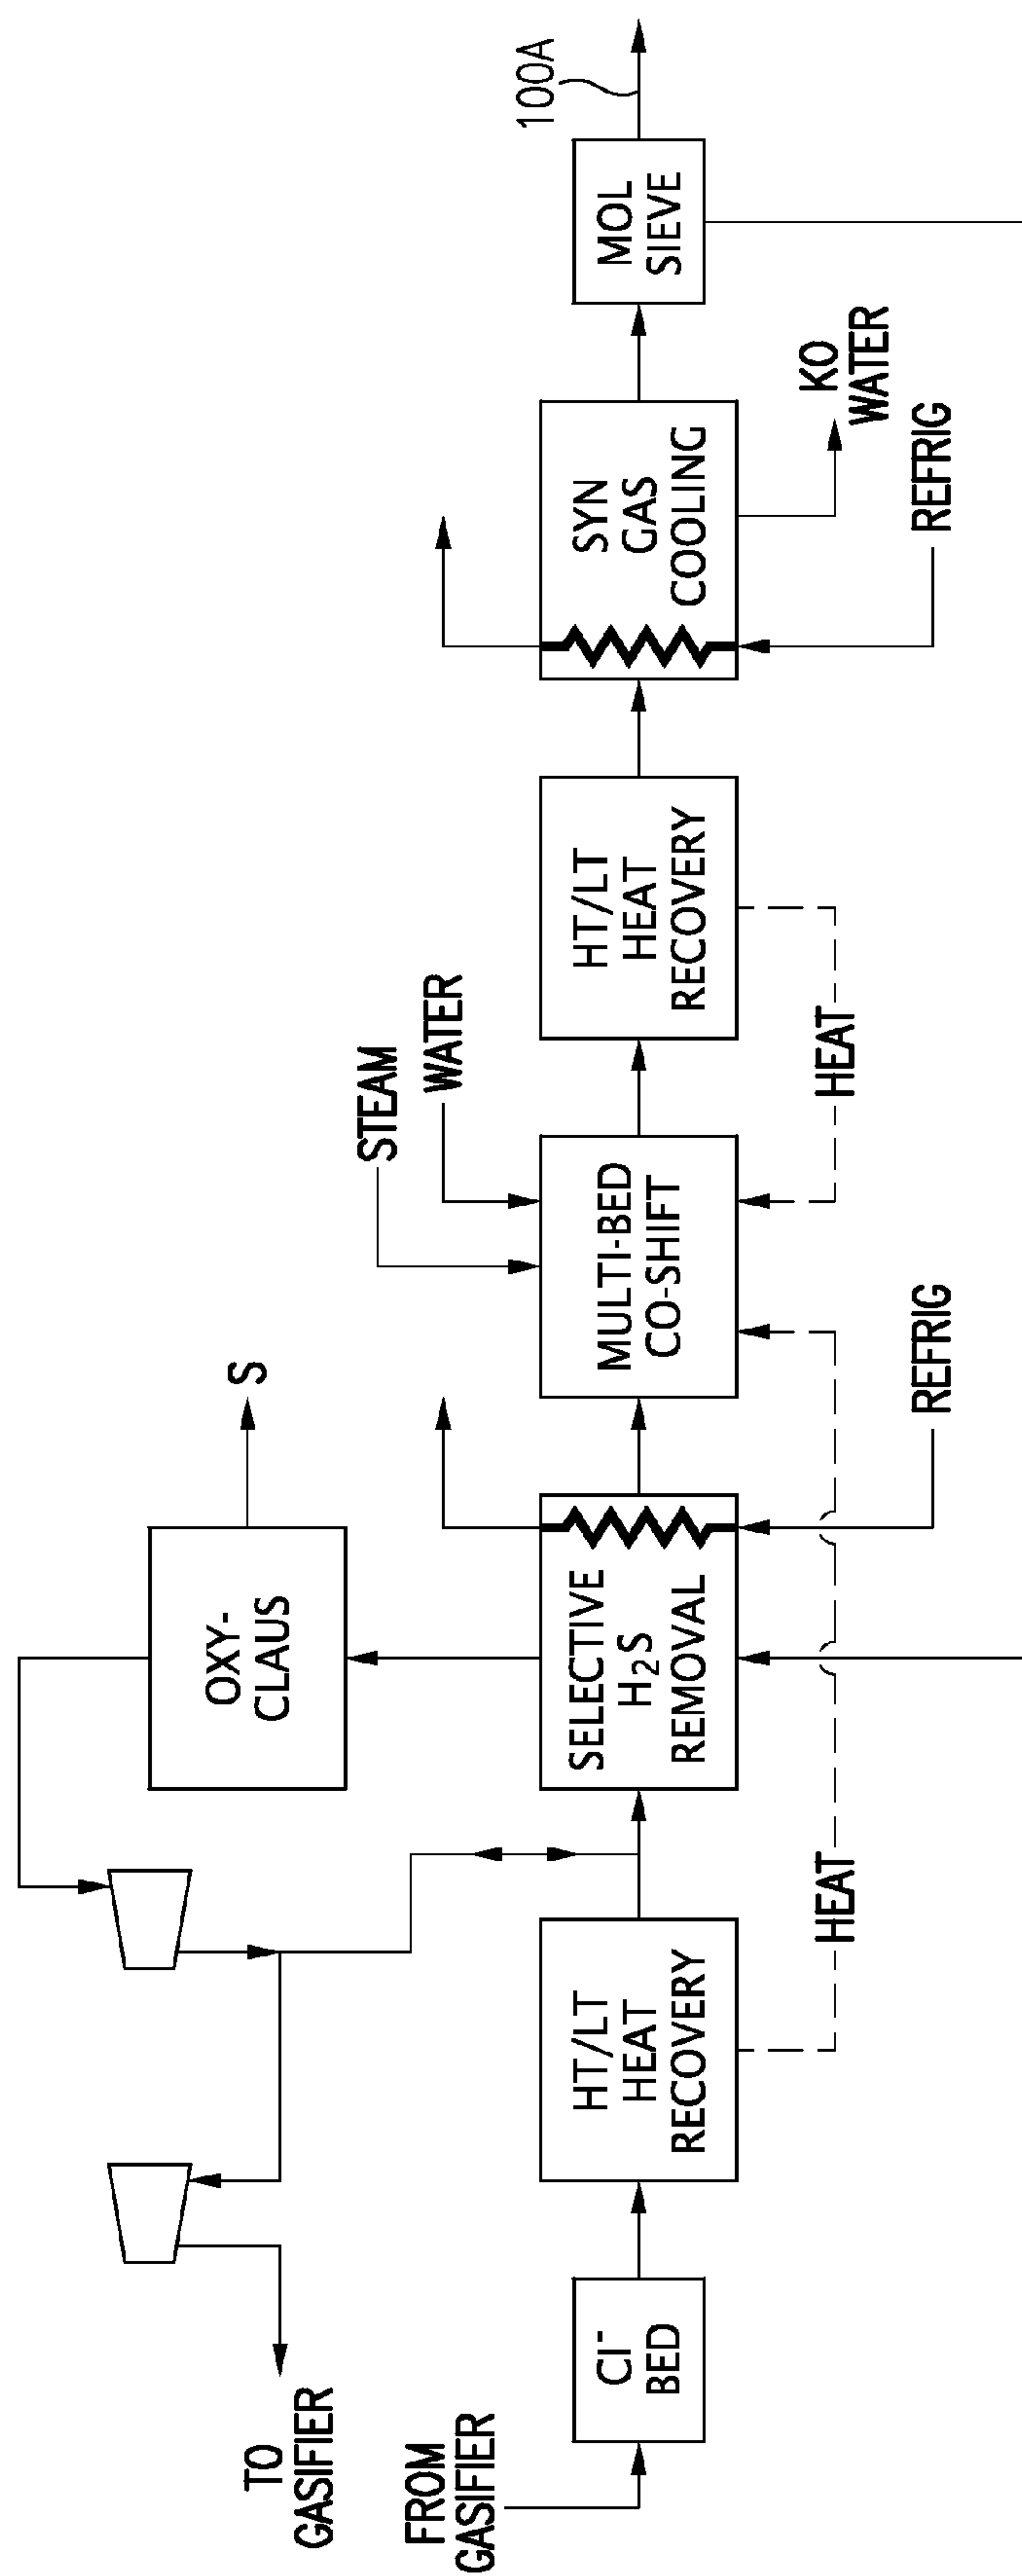 TO
GASIFIER
FROM
GASIFIER
Cl-
BED
HT/LT
HEAT
RECOVERY
HEAT
OXY-
CLAUS
S
SELECTIVE
H2S
REMOVAL
REFRIG
STEAM
WATER
MULTI-BED
CO-SHIFT
HEAT
HT/LT
HEAT
RECOVERY
SYN
GAS
COOLING
KO
WATER
REFRIG
MOL
SIEVE
100A